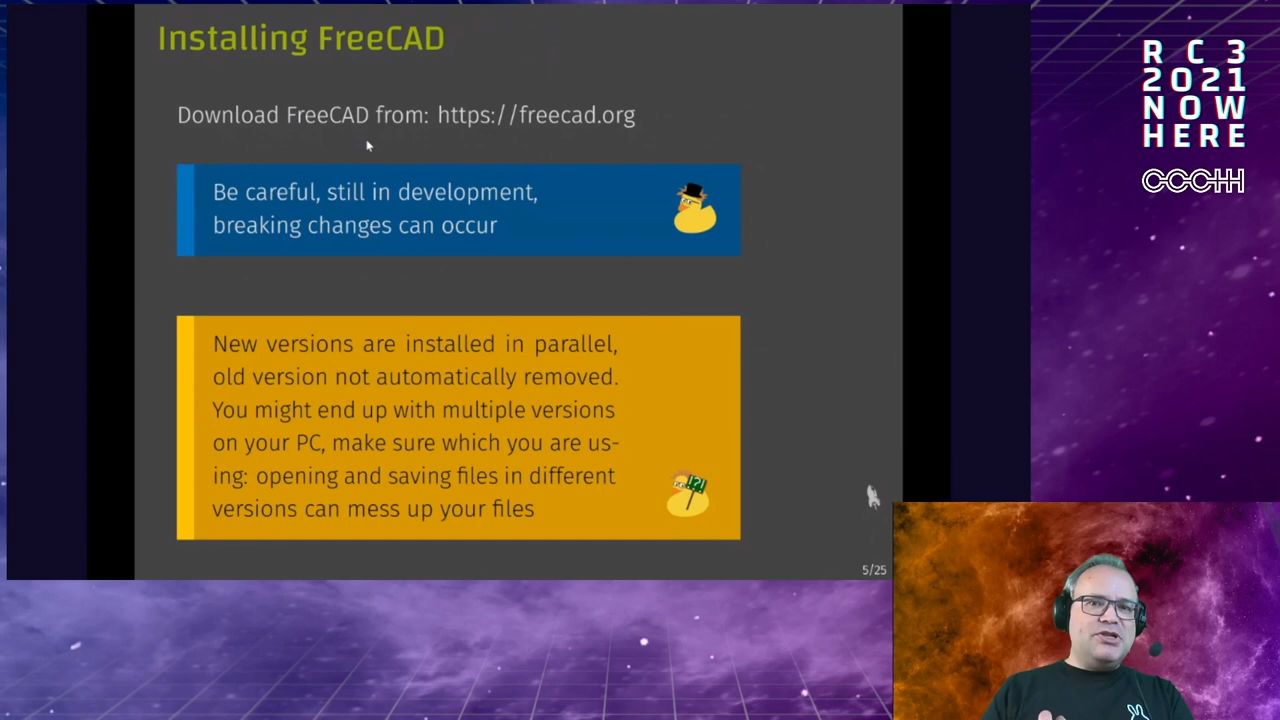 Installing FreeCAD
Download FreeCAD from: https://freecad.org
Be careful, still in development,
breaking changes can occur
New versions are installed in parallel,
old version not automatically removed.
You might end up with multiple versions
on your PC, make sure which you are us-
ing: opening and saving files in different
versions can mess up your files
!?!
5/25
RC3
2021
NOW
HERE
CCCHH